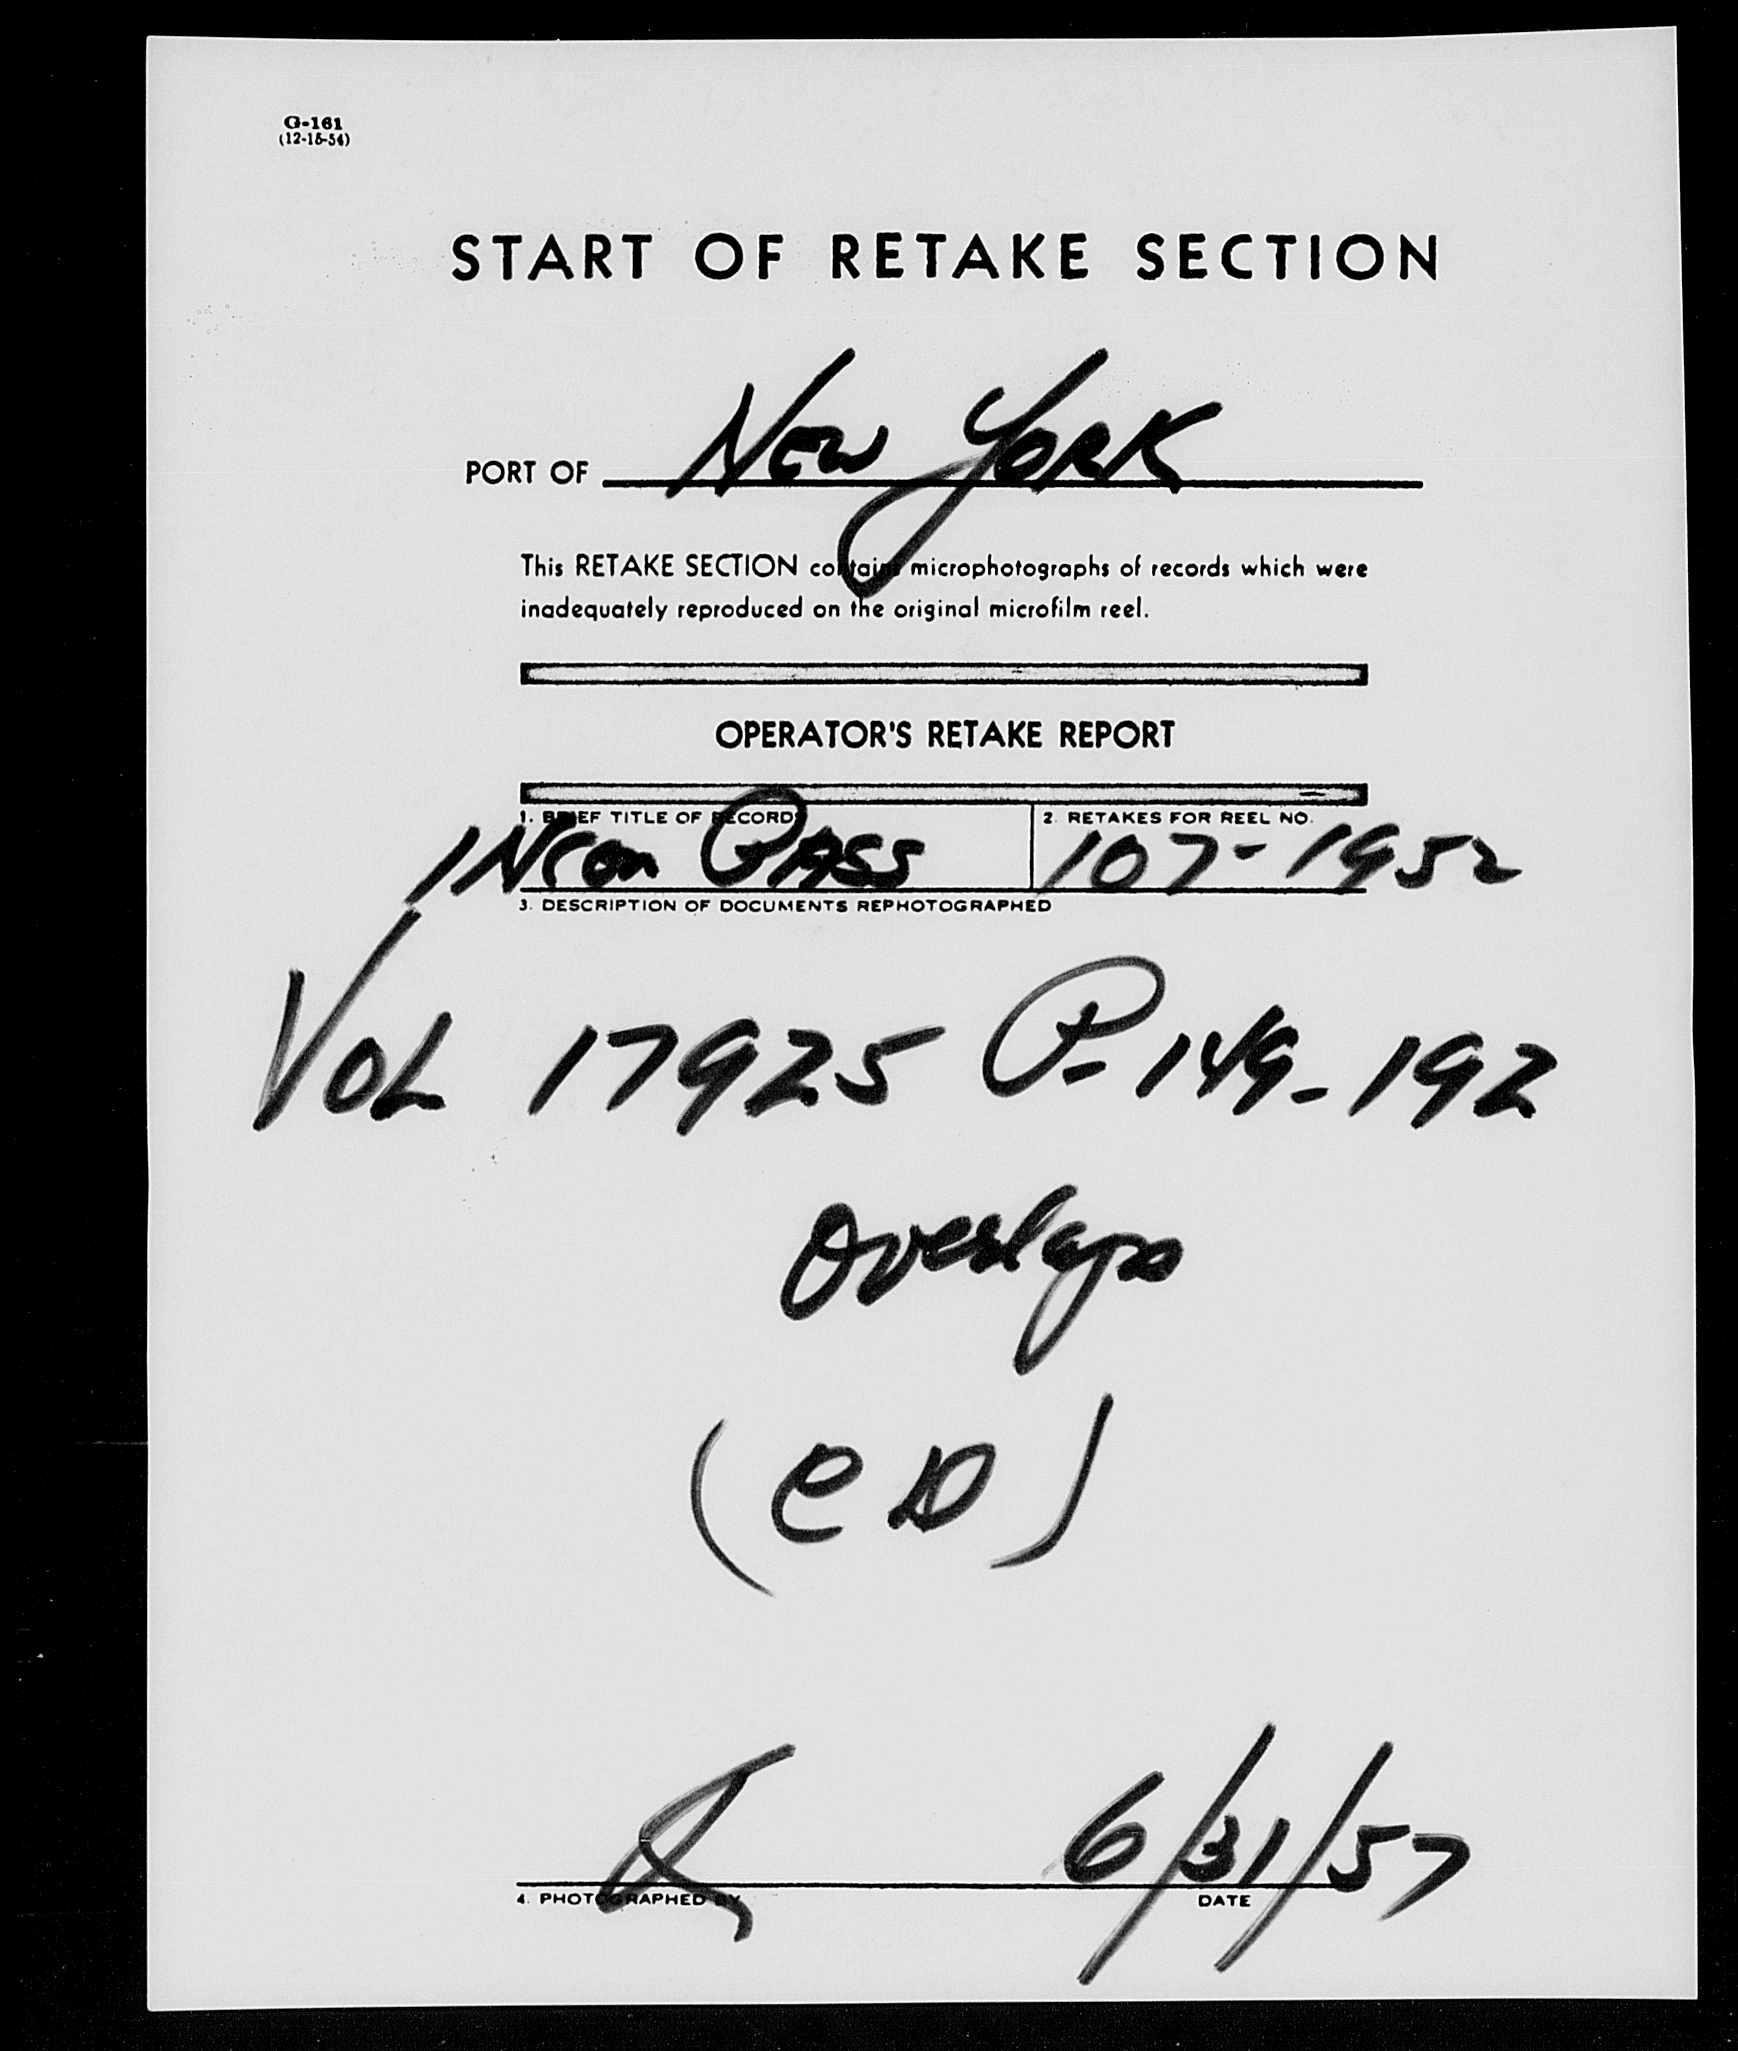 G-161
(12-15-54)
START OF RETAKE SECTION
PORT OF New York
This RETAKE SECTION contains microphotographs of records which were
inadequately reproduced on the original microfilm reel.
OPERATOR'S RETAKE REPORT
1. BRIEF TITLE OF RECORDS 2. RETAKES FOR REEL NO.
INcom PASS 107-1952
3. DESCRIPTION OF DOCUMENTS REPHOTOGRAPHED
VOL 17925 P-149-192
Overlaps
6/31/57
4. PHOTOGRAPHED BY DATE